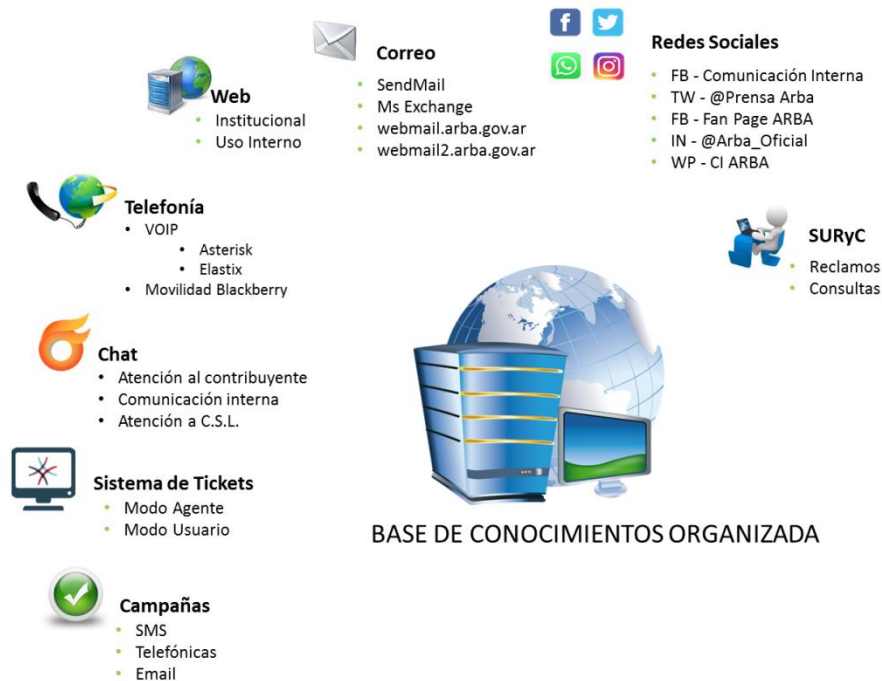 Web
Institucional
Uso Interno
Correo
SendMail
Ms Exchange
webmail.arba.gov.ar
webmail2.arba.gov.ar
Redes Sociales
FB - Comunicación Interna
TW - @Prensa Arba
FB - Fan Page ARBA
IN - @Arba_Oficial
WP - CI ARBA
Telefonía
VOIP
Asterisk
Elastix
Movilidad Blackberry
SURyC
Reclamos
Consultas
Chat
Atención al contribuyente
Comunicación interna
Atención a C.S.L.
Sistema de Tickets
Modo Agente
Modo Usuario
BASE DE CONOCIMIENTOS ORGANIZADA
Campañas
SMS
Telefónicas
Email